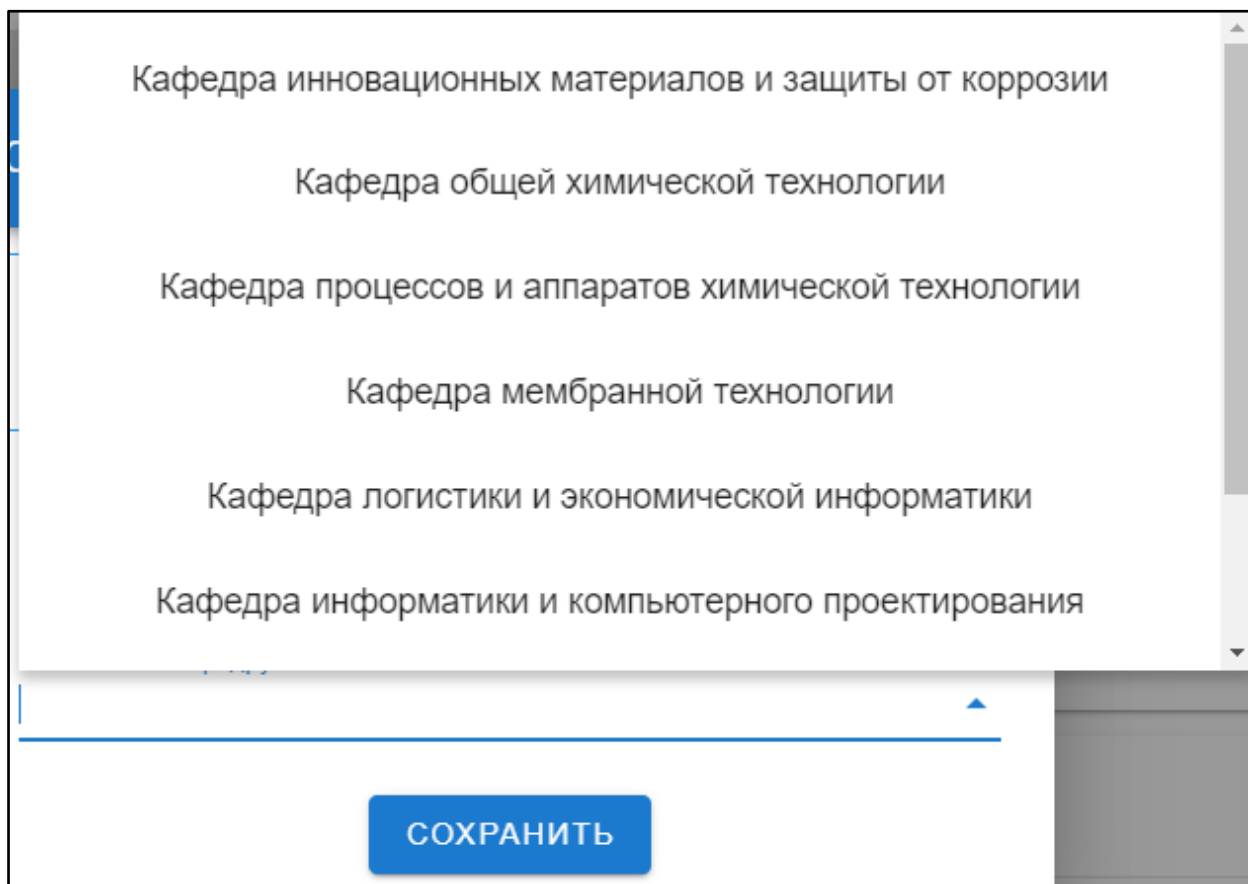 Кафедра инновационных материалов и защиты от коррозии
Кафедра общей химической технологии
Кафедра процессов и аппаратов химической технологии
Кафедра мембранной технологии
Кафедра логистики и экономической информатики
Кафедра информатики и компьютерного проектирования
СОХРАНИТЬ